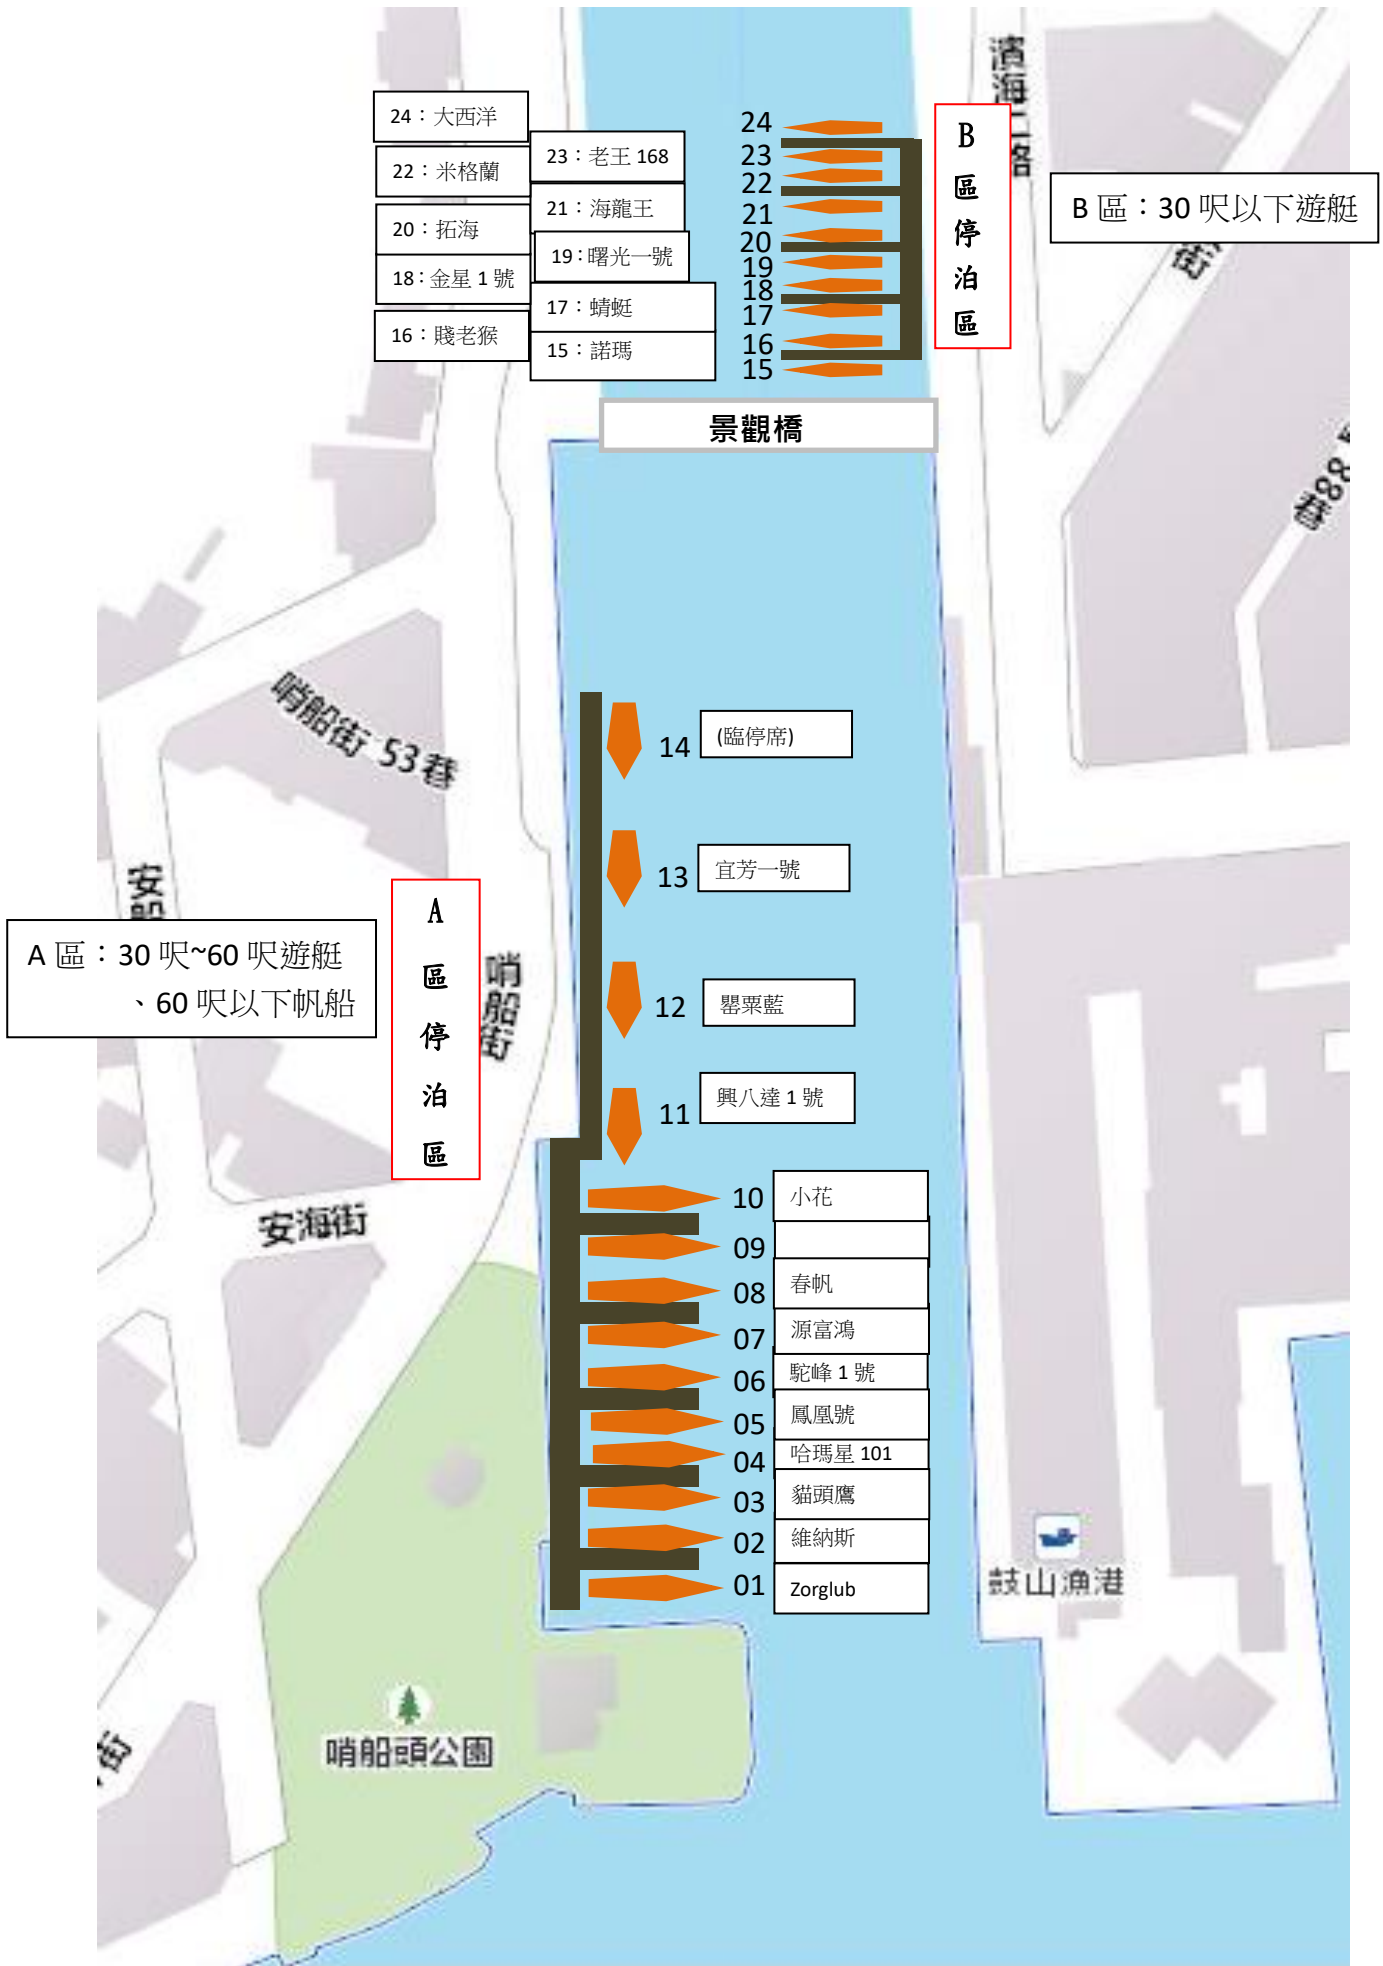 24：大西洋
23：老王 168
22：米格蘭
21：海龍王
20：拓海
19：曙光一號
18：金星 1 號
17：蜻蜓
16：賤老猴
15：諾瑪
24
23
22
21
20
19
18
17
16
15
B
區
停
泊
區
B 區：30 呎以下遊艇
街
88
巷
景觀橋
哨船街 53 巷
14
(臨停席)
13
宜芳一號
12
罌粟藍
11
興八達 1 號
A 區：30 呎~60 呎遊艇
、60 呎以下帆船
A
區
停
泊
區
安船
哨船街
安海街
10
小花
09
08
春帆
07
源富鴻
06
駝峰 1 號
05
鳳凰號
04
哈瑪星 101
03
貓頭鷹
02
維納斯
01
Zorglub
鼓山漁港
哨船頭公園
街